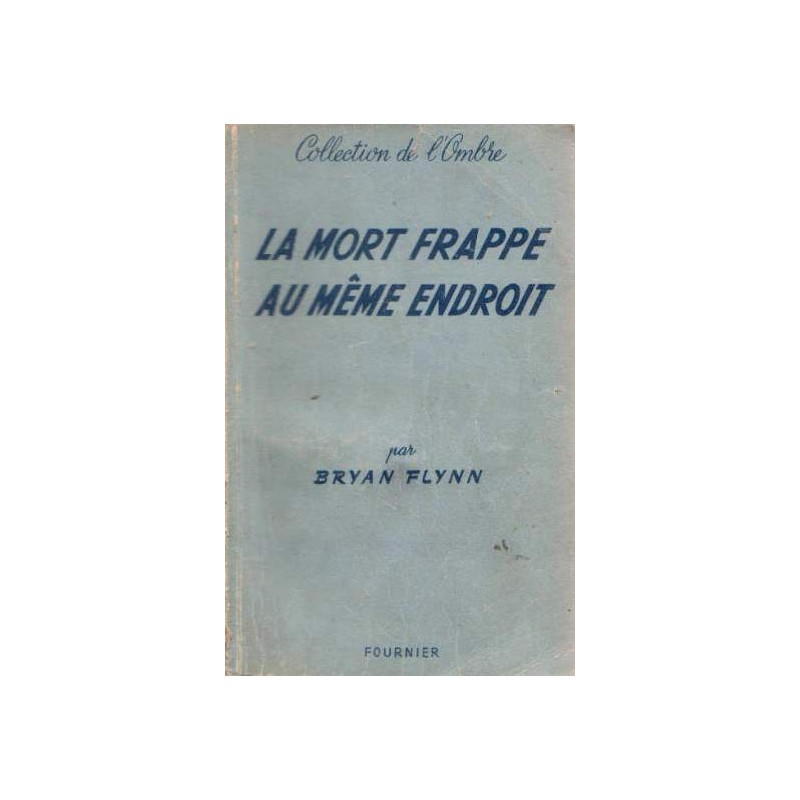 Collection de l'Ombre
LA MORT FRAPPE
AU MÊME ENDROIT
par
BRYAN FLYNN
FOURNIER